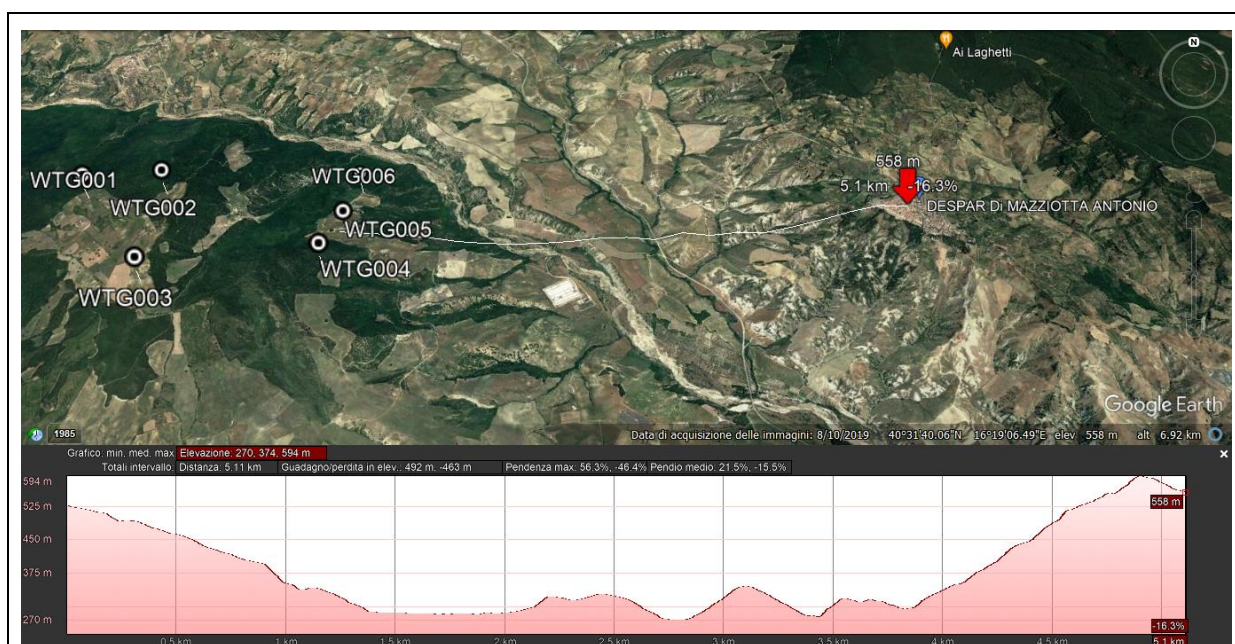 N
Ai Laghetti
558 m
5.1 km -16.3%
DESPAR Di MAZZIOTTA ANTONIO
WTG001
WTG002
WTG006
WTG005
WTG004
WTG003
Google Earth
1985
Data di acquisizione delle immagini: 8/10/2019 40°31'40.06"N 16°19'06.49"E elev 558 m alt 6.92 km
Grafico: min. med. max Elevazione: 270, 374, 594 m
Totali intervallo: Distanza: 5.11 km Guadagno/perdita in elev.: 492 m, -463 m Pendenza max: 56.3%, -46.4% Pendio medio: 21.5%, -15.5%
594 m
525 m
450 m
375 m
270 m
558 m
-16.3%
0.5 km 1 km 1.5 km 2 km 2.5 km 3 km 3.5 km 4 km 4.5 km 5.1 km